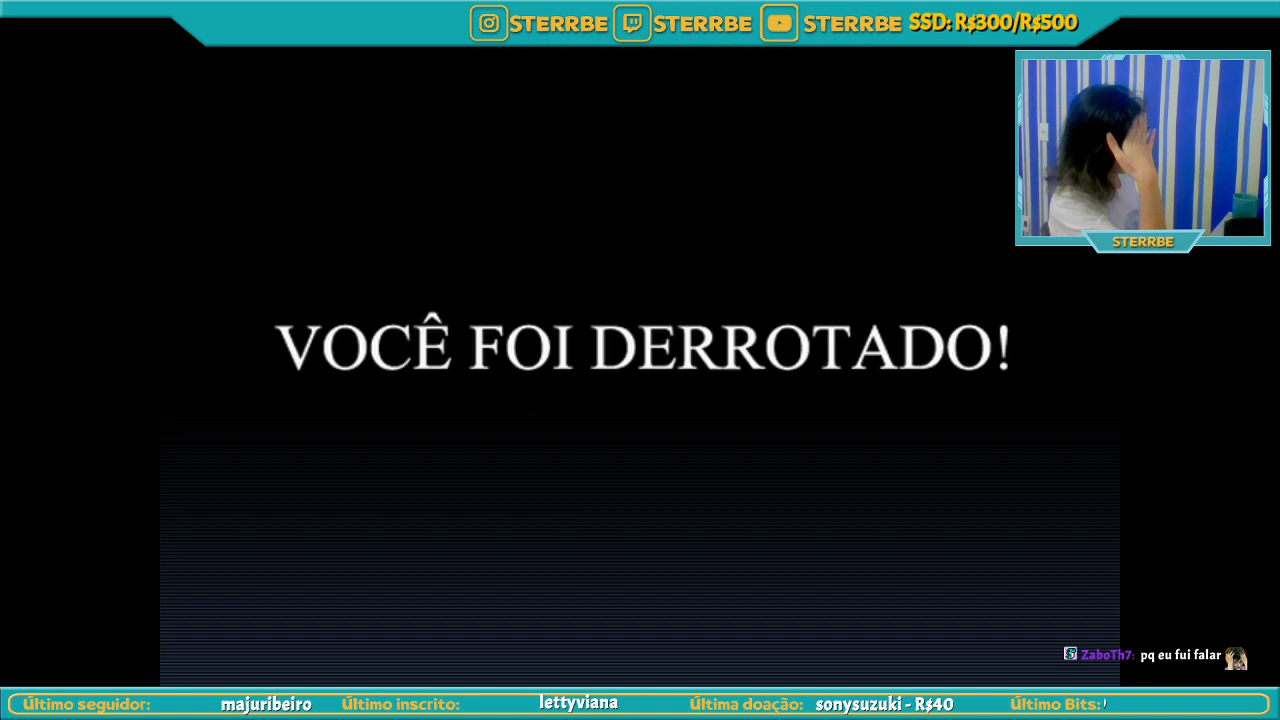 STERRBE STERRBE STERRBE SSD: R$300/R$500
STERRBE
VOCÊ FOI DERROTADO!
ZaboTh7: pq eu fui falar
Último seguidor: majuribeiro Último inscrito: lettyviana Última doação: sonysuzuki - R$40 Último Bits: